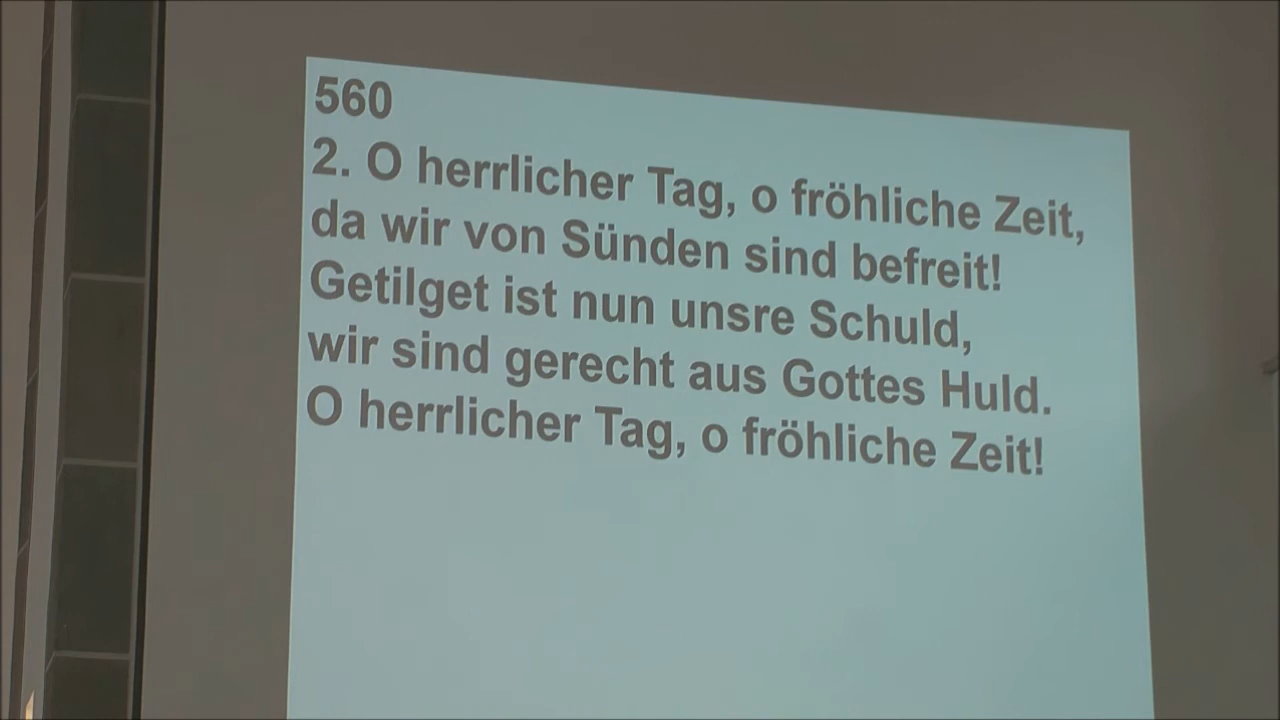 560
2. O herrlicher Tag, o fröhliche Zeit,
da wir von Sünden sind befreit!
Getilget ist nun unsre Schuld,
wir sind gerecht aus Gottes Huld.
O herrlicher Tag, o fröhliche Zeit!